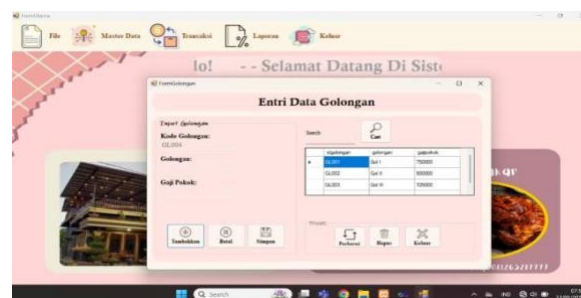 FormUtama
File Master Data Transaksi Laporan Keluar
lo! - - Selamat Datang Di Sist
FormGolongan
Entri Data Golongan
Input Golongan
Kode Golongan:
GL004
Golongan:
Gaji Pokok:
Search
Cari
idgolongan golongan gajipokok
GL001 Gol I 750000
GL002 Gol II
GL003 Gol III
Tambahkan Batal Simpan
Proses
Perbarui Hapus Keluar
Search